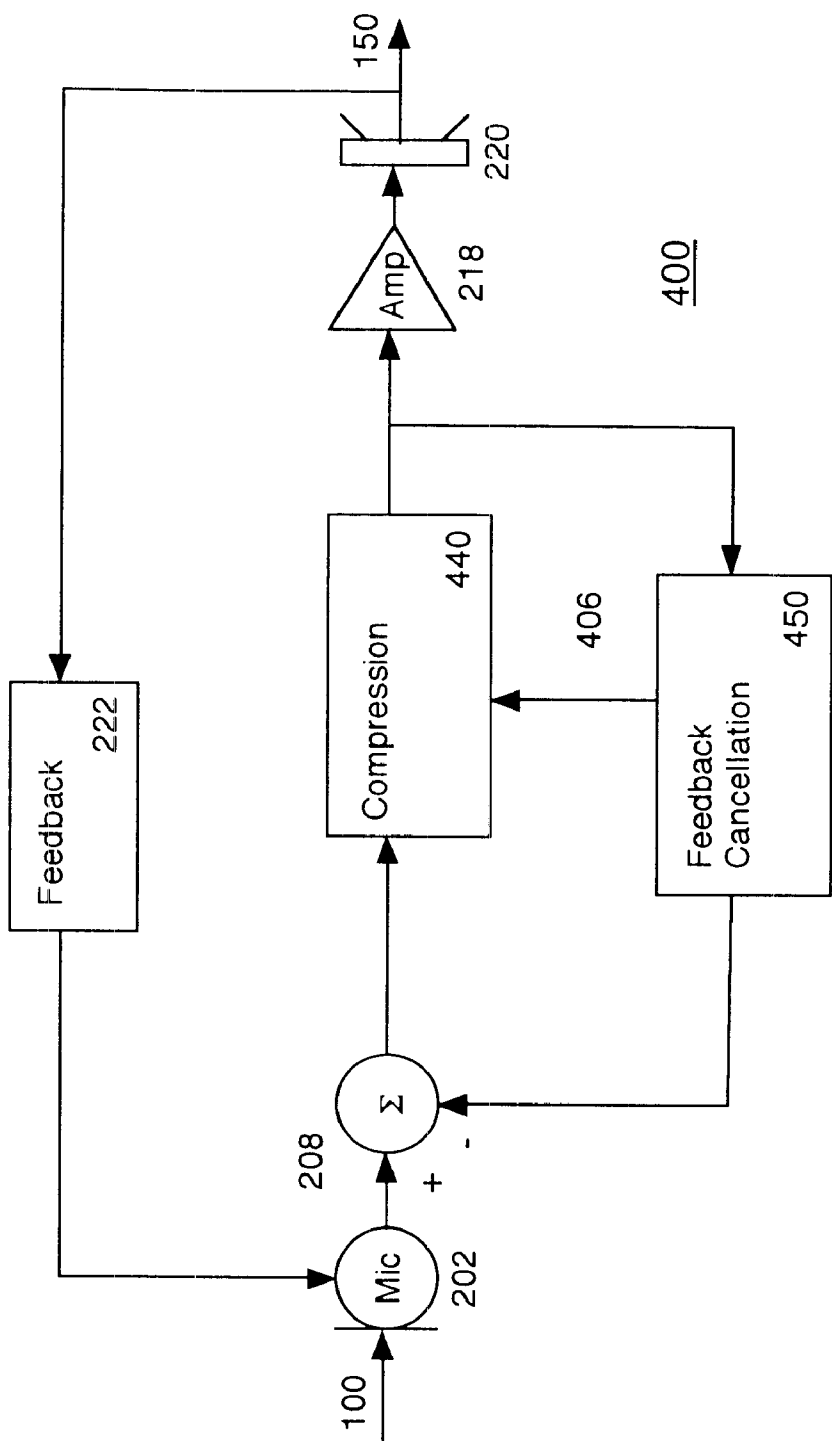 Feedback
222
150
220
Amp
218
400
Compression
440
406
Feedback
Cancellation
450
208
Σ
+
-
Mic
202
100